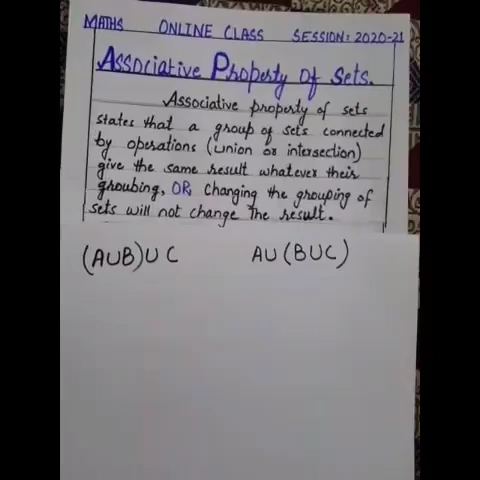 MATHS ONLINE CLASS SESSION: 2020-21
Associative Property of Sets.
Associative property of sets
states that a group of sets connected
by operations (union or intersection)
give the same result whatever their
groubing, OR, Changing the grouping of
sets will not change the result.
(AUB)U C AU (BUC)